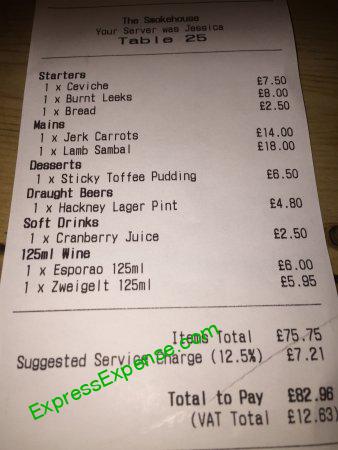 The Smokehouse
Your Server was Jessica
Table 25
Starters
1 x Ceviche £7.50
1 x Burnt Leeks £8.00
1 x Bread £2.50
Mains
1 x Jerk Carrots £14.00
1 x Lamb Sambal £18.00
Desserts
1 x Sticky Toffee Pudding £6.50
Draught Beers
1 x Hackney Lager Pint £4.80
Soft Drinks
1 x Cranberry Juice £2.50
125ml Wine
1 x Esporao 125ml £6.00
1 x Zweigelt 125ml £5.95
Items Total £75.75
Suggested Service Charge (12.5%) £7.21
Total to Pay £82.96
(VAT Total £12.63)
ExpressExpense.com